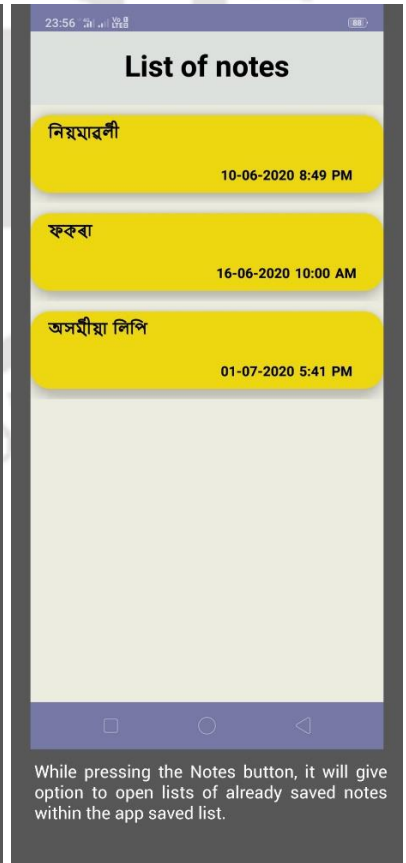 23:56
List of notes
নিয়মাৱলী
10-06-2020 8:49 PM
ফকৰা
16-06-2020 10:00 AM
অসমীয়া লিপি
01-07-2020 5:41 PM
While pressing the Notes button, it will give
option to open lists of already saved notes
within the app saved list.